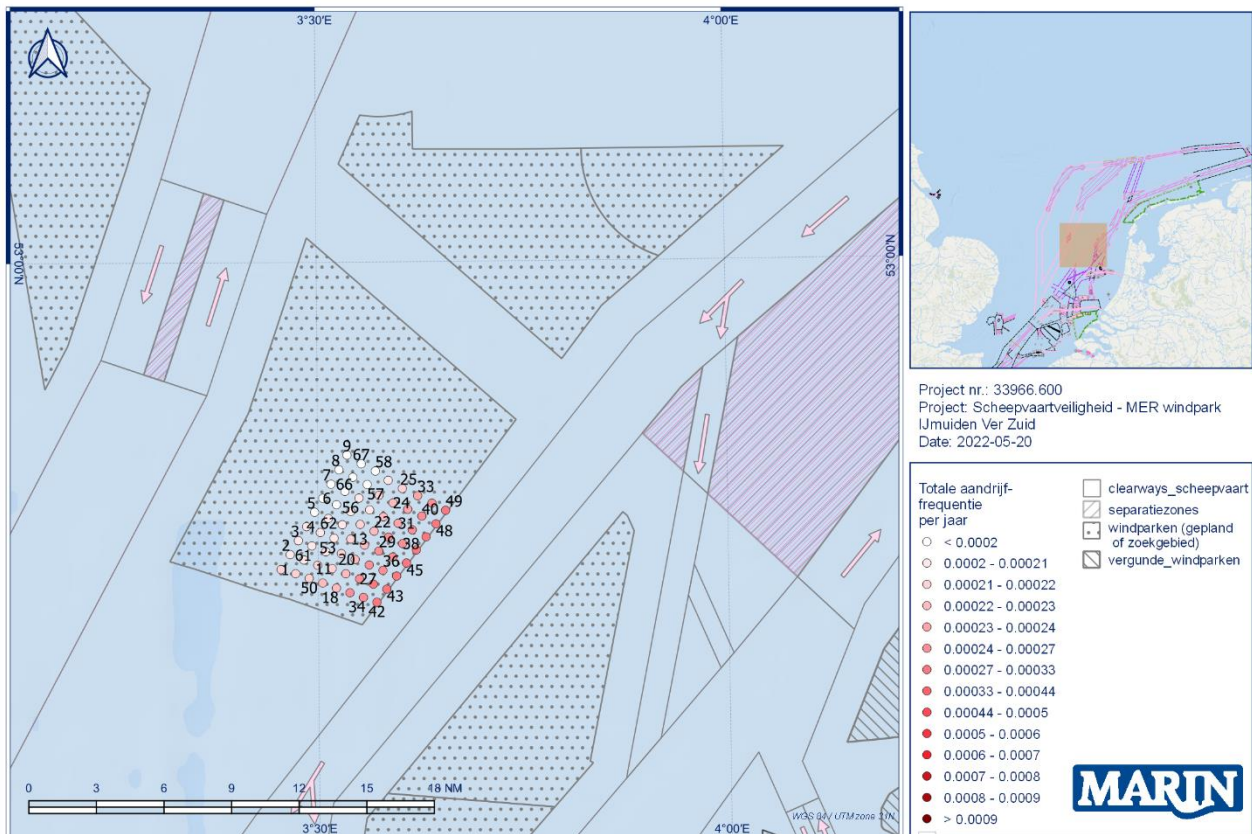 3°30'E
4°00'E
53°00'N
53°00'N
9
67
8
58
7
25
66
33
6
57
24
49
5
56
40
4
62
22
31
48
3
13
29
38
2
53
61
20
36
45
1
11
27
50
43
18
34
42
0
3
6
9
12
15
18 NM
3°30'E
4°00'E
WGS 84 / UTM zone 31N
Project nr.: 33966.600
Project: Scheepvaartveiligheid - MER windpark
IJmuiden Ver Zuid
Date: 2022-05-20
Totale aandrijf-
frequentie
per jaar
< 0.0002
0.0002 - 0.00021
0.00021 - 0.00022
0.00022 - 0.00023
0.00023 - 0.00024
0.00024 - 0.00027
0.00027 - 0.00033
0.00033 - 0.00044
0.00044 - 0.0005
0.0005 - 0.0006
0.0006 - 0.0007
0.0007 - 0.0008
0.0008 - 0.0009
> 0.0009
clearways_scheepvaart
separatiezones
windparken (gepland
of zoekgebied)
vergunde_windparken
MARIN